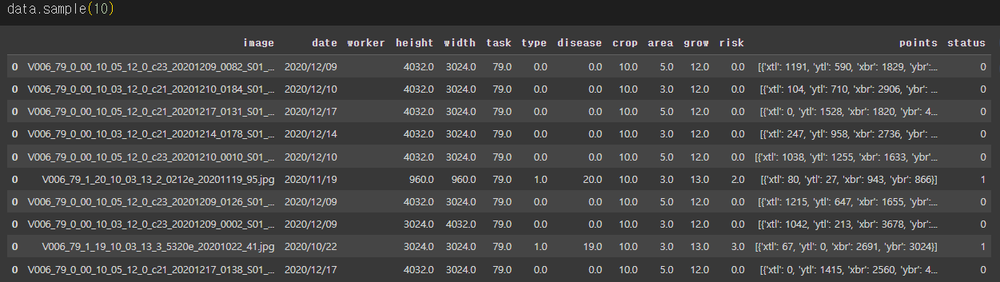 data.sample(10)
image date worker height width task type disease crop area grow risk points status
0 V006_79_0_00_10_05_12_0_c23_20201209_0082_S01_... 2020/12/09 4032.0 3024.0 79.0 0.0 0.0 10.0 5.0 12.0 0.0 [{'xtl': 1191, 'ytl': 590, 'xbr': 1829, 'ybr':... 0
0 V006_79_0_00_10_03_12_0_c21_20201210_0184_S01_... 2020/12/10 4032.0 3024.0 79.0 0.0 0.0 10.0 3.0 12.0 0.0 [{'xtl': 104, 'ytl': 710, 'xbr': 2906, 'ybr': ... 0
0 V006_79_0_00_10_05_12_0_c21_20201217_0131_S01_... 2020/12/17 4032.0 3024.0 79.0 0.0 0.0 10.0 5.0 12.0 0.0 [{'xtl': 0, 'ytl': 1528, 'xbr': 1820, 'ybr': 4... 0
0 V006_79_0_00_10_03_12_0_c21_20201214_0178_S01_... 2020/12/14 4032.0 3024.0 79.0 0.0 0.0 10.0 3.0 12.0 0.0 [{'xtl': 247, 'ytl': 958, 'xbr': 2736, 'ybr': ... 0
0 V006_79_0_00_10_05_12_0_c23_20201210_0010_S01_... 2020/12/10 4032.0 3024.0 79.0 0.0 0.0 10.0 5.0 12.0 0.0 [{'xtl': 1038, 'ytl': 1255, 'xbr': 1633, 'ybr'... 0
0 V006_79_1_20_10_03_13_2_0212e_20201119_95.jpg 2020/11/19 960.0 960.0 79.0 1.0 20.0 10.0 3.0 13.0 2.0 [{'xtl': 80, 'ytl': 27, 'xbr': 943, 'ybr': 866}] 1
0 V006_79_0_00_10_05_12_0_c23_20201209_0126_S01_... 2020/12/09 4032.0 3024.0 79.0 0.0 0.0 10.0 5.0 12.0 0.0 [{'xtl': 1215, 'ytl': 647, 'xbr': 1655, 'ybr':... 0
0 V006_79_0_00_10_03_12_0_c23_20201209_0002_S01_... 2020/12/09 3024.0 4032.0 79.0 0.0 0.0 10.0 3.0 12.0 0.0 [{'xtl': 1042, 'ytl': 213, 'xbr': 3678, 'ybr':... 0
0 V006_79_1_19_10_03_13_3_5320e_20201022_41.jpg 2020/10/22 3024.0 3024.0 79.0 1.0 19.0 10.0 3.0 13.0 3.0 [{'xtl': 67, 'ytl': 0, 'xbr': 2691, 'ybr': 3024}] 1
0 V006_79_0_00_10_05_12_0_c21_20201217_0138_S01_... 2020/12/17 4032.0 3024.0 79.0 0.0 0.0 10.0 5.0 12.0 0.0 [{'xtl': 0, 'ytl': 1415, 'xbr': 2560, 'ybr': 4... 0